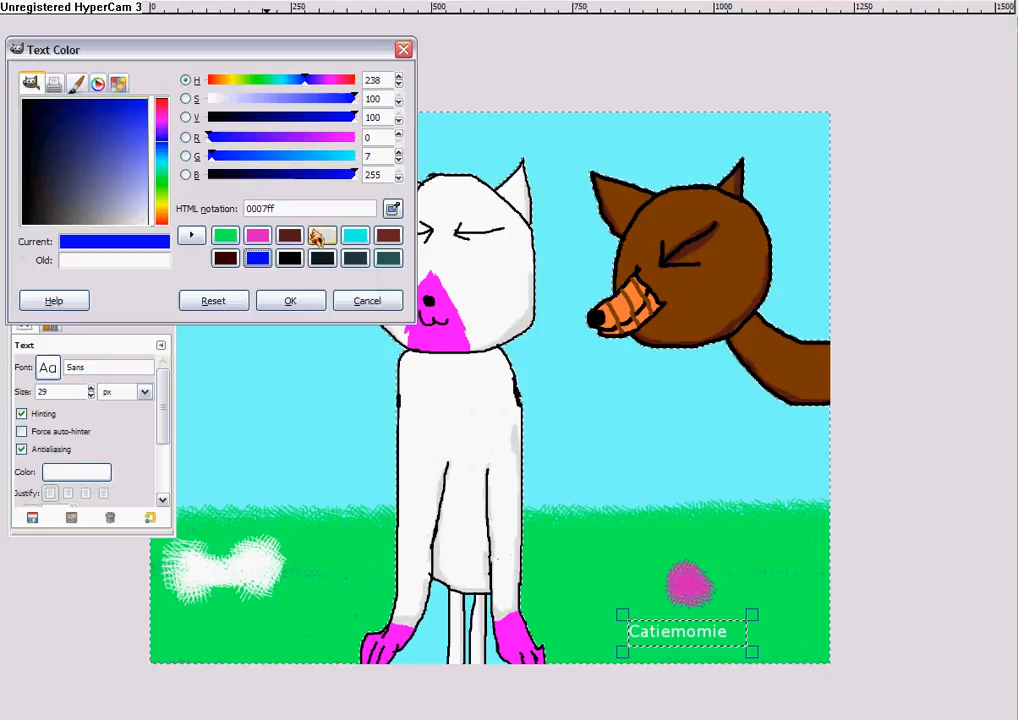 Unregistered HyperCam 3
0 250 500 750 1000 1250 1500
Text Color
H 238
S 100
V 100
R 0
G 7
B 255
HTML notation: 0007ff
Current:
Old:
Help Reset OK Cancel
Text
Font: Aa Sans
Size: 29 px
Hinting
Force auto-hinter
Antialiasing
Color:
Justify:
Catiemomie